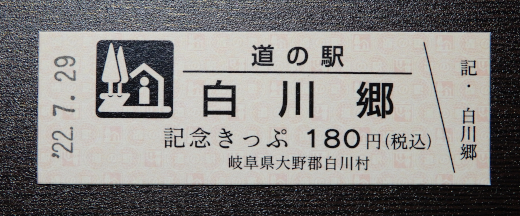 '22.7.29
道の駅
白川郷
記念きっぷ 180円(税込)
岐阜県大野郡白川村
記・白川郷